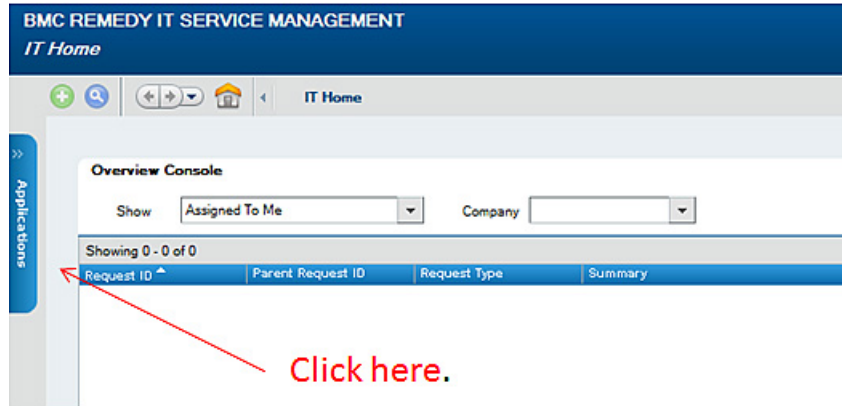 BMC REMEDY IT SERVICE MANAGEMENT
IT Home
IT Home
Applications
Overview Console
Show Assigned To Me Company
Showing 0 - 0 of 0
Request ID Parent Request ID Request Type Summary
Click here.